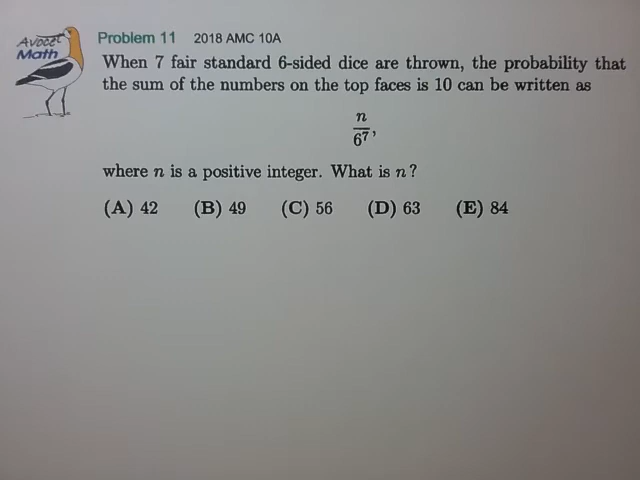 Avocet
Math
Problem 11 2018 AMC 10A
When 7 fair standard 6-sided dice are thrown, the probability that
the sum of the numbers on the top faces is 10 can be written as
n
6^7,
where n is a positive integer. What is n?
(A) 42 (B) 49 (C) 56 (D) 63 (E) 84